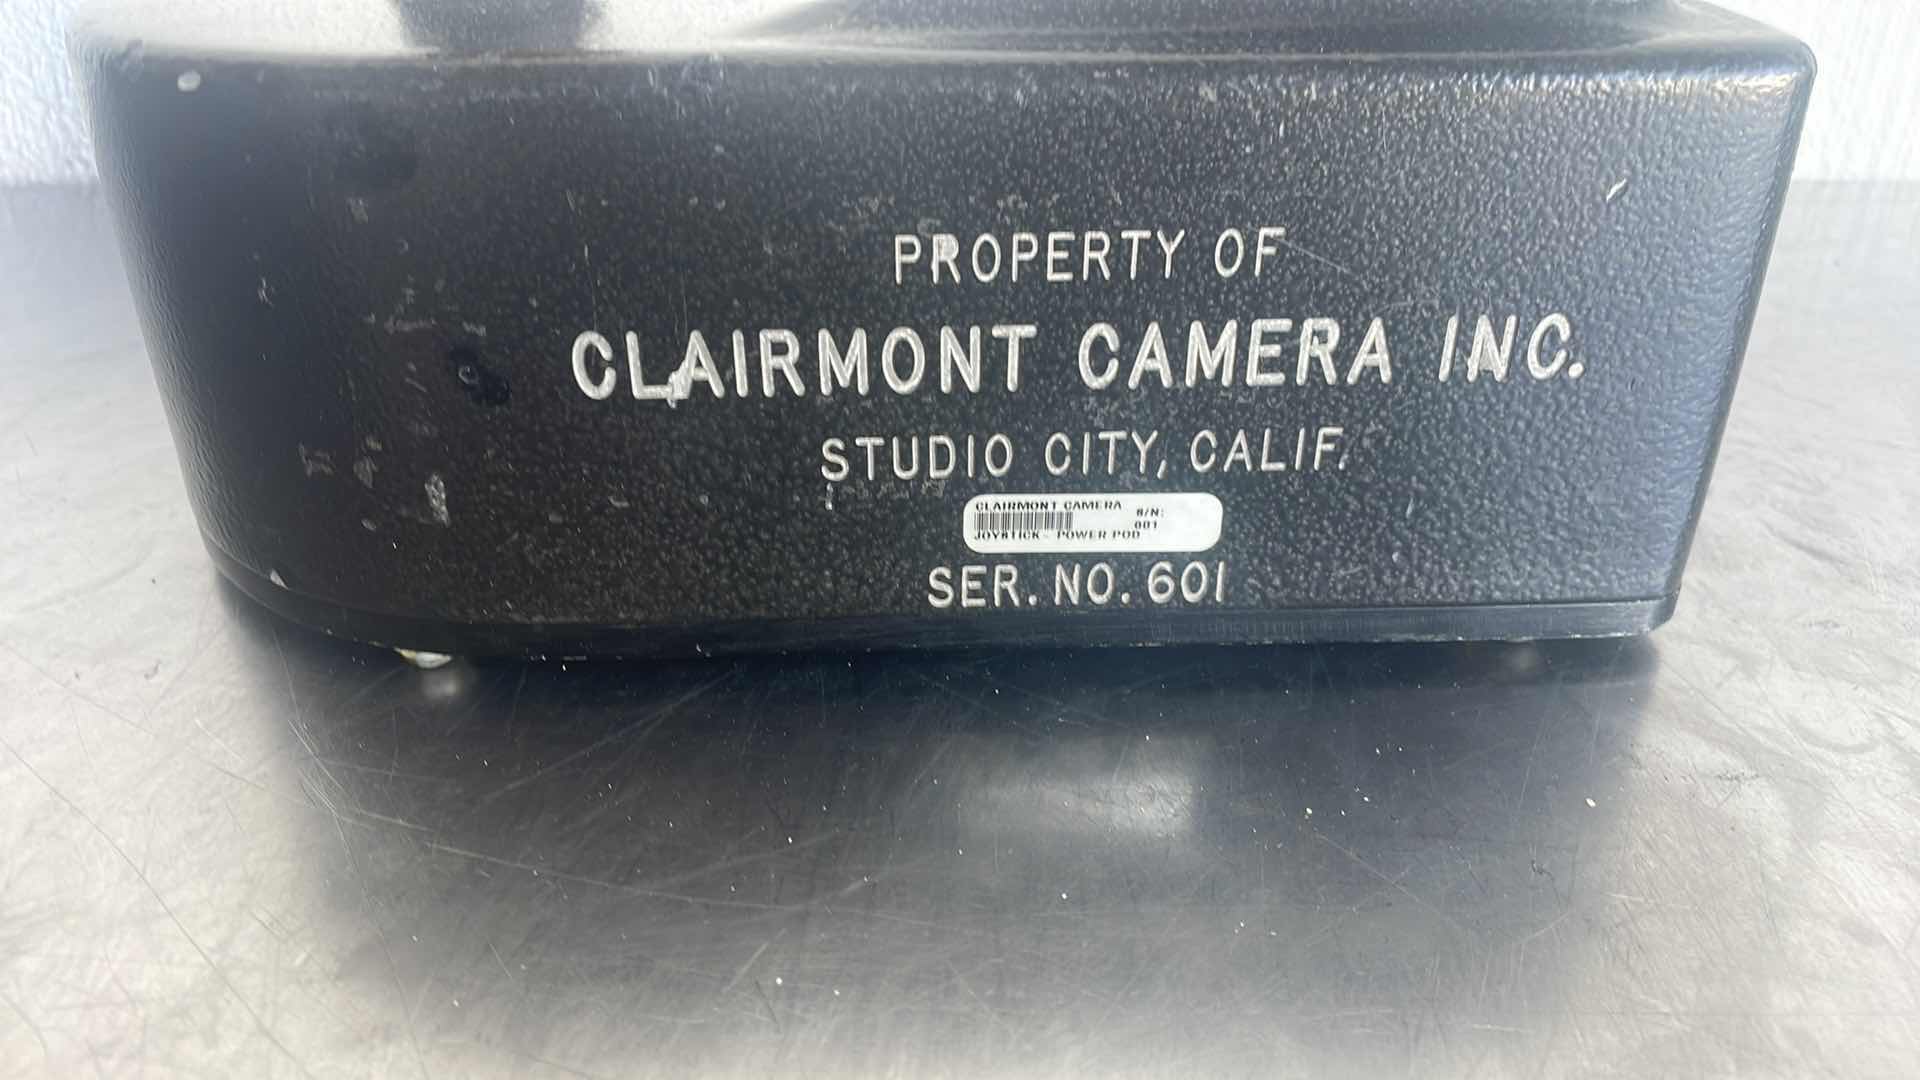 PROPERTY OF
CLAIRMONT CAMERA INC.
STUDIO CITY, CALIF.
CLAIRMONT CAMERA S/N:
001
JOYSTICK - POWER POD
SER. NO. 601